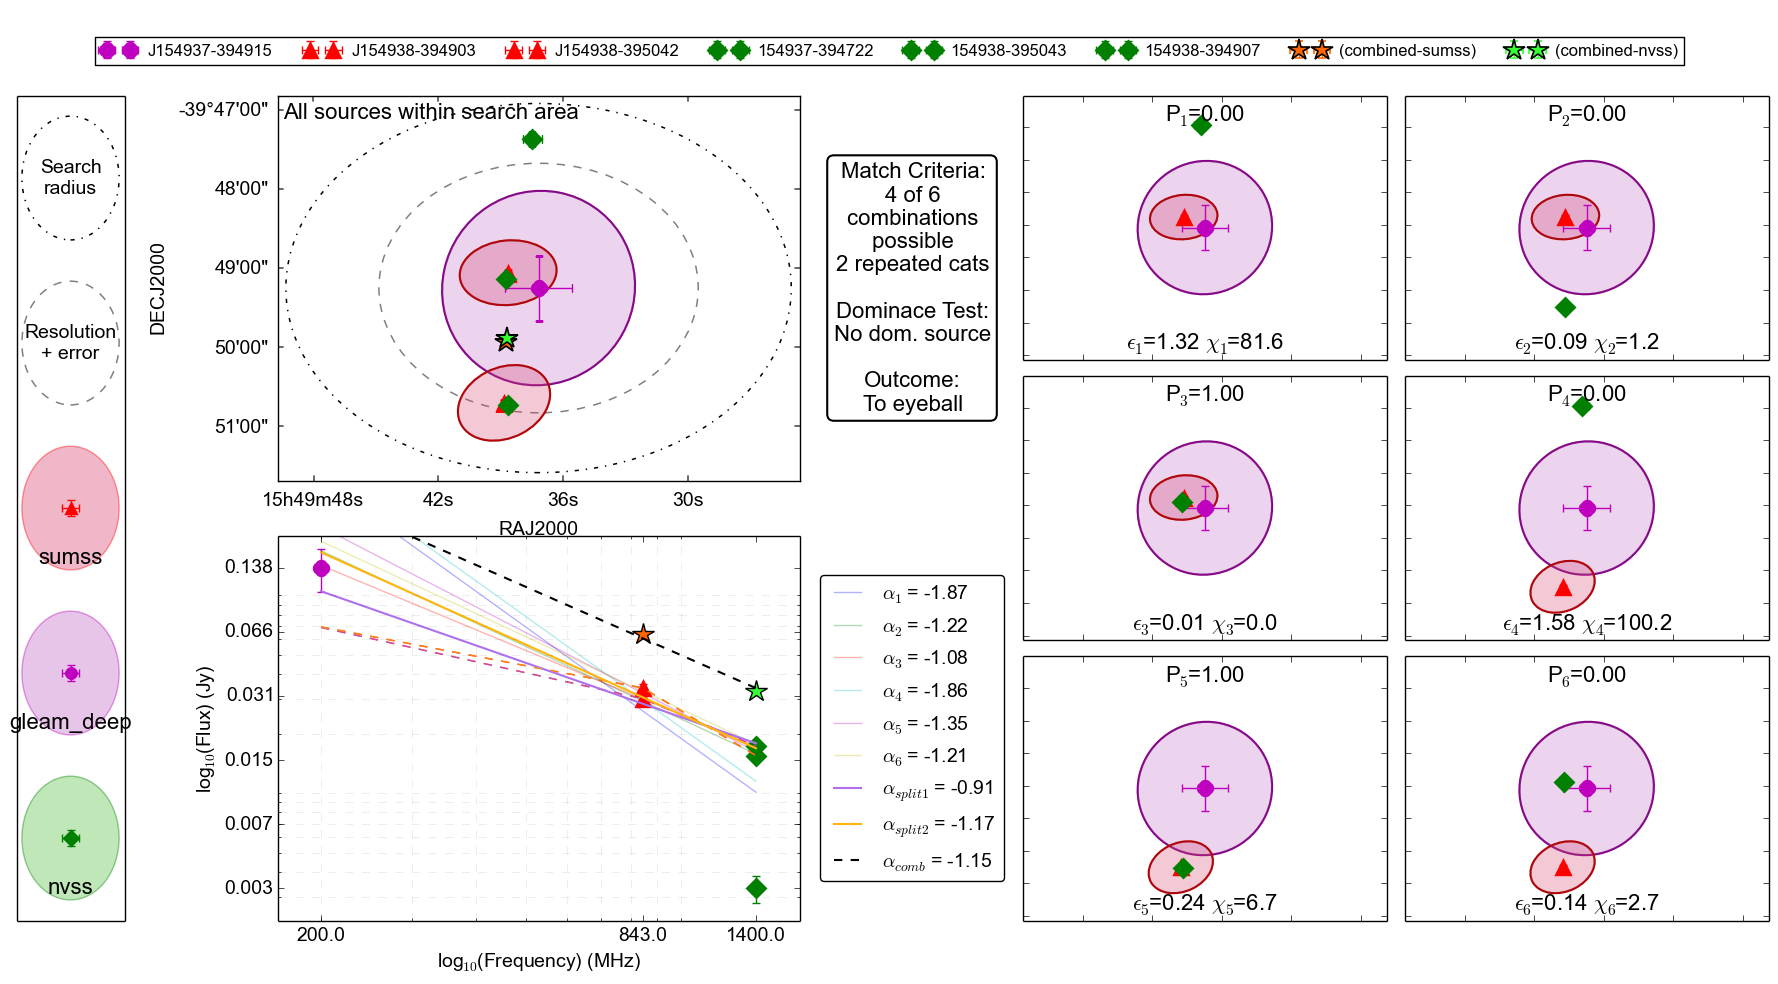 J154937-394915 J154938-394903 J154938-395042 154937-394722 154938-395043 154938-394907 (combined-sumss) (combined-nvss)
Search
radius
Resolution
+ error
sumss
gleam_deep
nvss
All sources within search area
-39°47'00"
48'00"
49'00"
50'00"
51'00"
DECJ2000
15h49m48s 42s 36s 30s
RAJ2000
Match Criteria:
4 of 6
combinations
possible
2 repeated cats
Dominace Test:
No dom. source
Outcome:
To eyeball
0.138
0.066
0.031
0.015
0.007
0.003
log₁₀(Flux) (Jy)
200.0 843.0 1400.0
log₁₀(Frequency) (MHz)
α₁ = -1.87
α₂ = -1.22
α₃ = -1.08
α₄ = -1.86
α₅ = -1.35
α₆ = -1.21
α_split1 = -0.91
α_split2 = -1.17
α_comb = -1.15
P₁=0.00
ϵ₁=1.32 χ₁=81.6
P₂=0.00
ϵ₂=0.09 χ₂=1.2
P₃=1.00
ϵ₃=0.01 χ₃=0.0
P₄=0.00
ϵ₄=1.58 χ₄=100.2
P₅=1.00
ϵ₅=0.24 χ₅=6.7
P₆=0.00
ϵ₆=0.14 χ₆=2.7